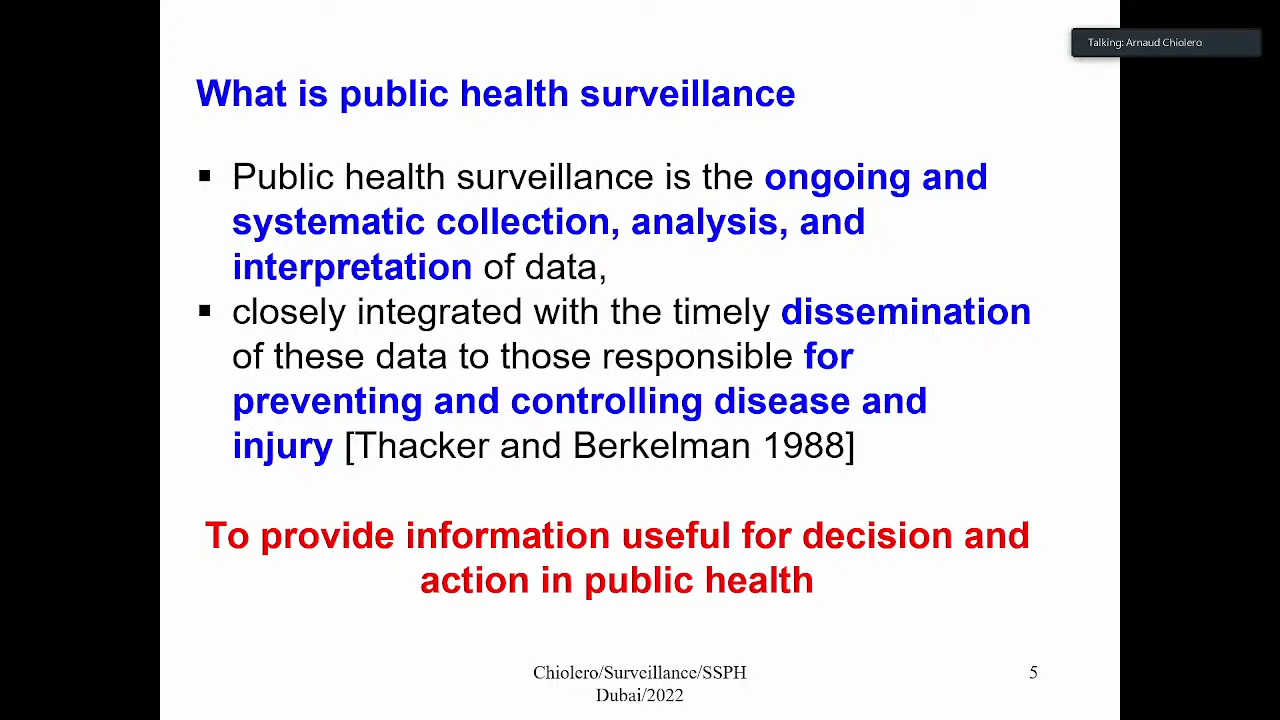 Talking: Arnaud Chiolero
What is public health surveillance
▪ Public health surveillance is the ongoing and
systematic collection, analysis, and
interpretation of data,
▪ closely integrated with the timely dissemination
of these data to those responsible for
preventing and controlling disease and
injury [Thacker and Berkelman 1988]
To provide information useful for decision and
action in public health
Chiolero/Surveillance/SSPH
Dubai/2022
5